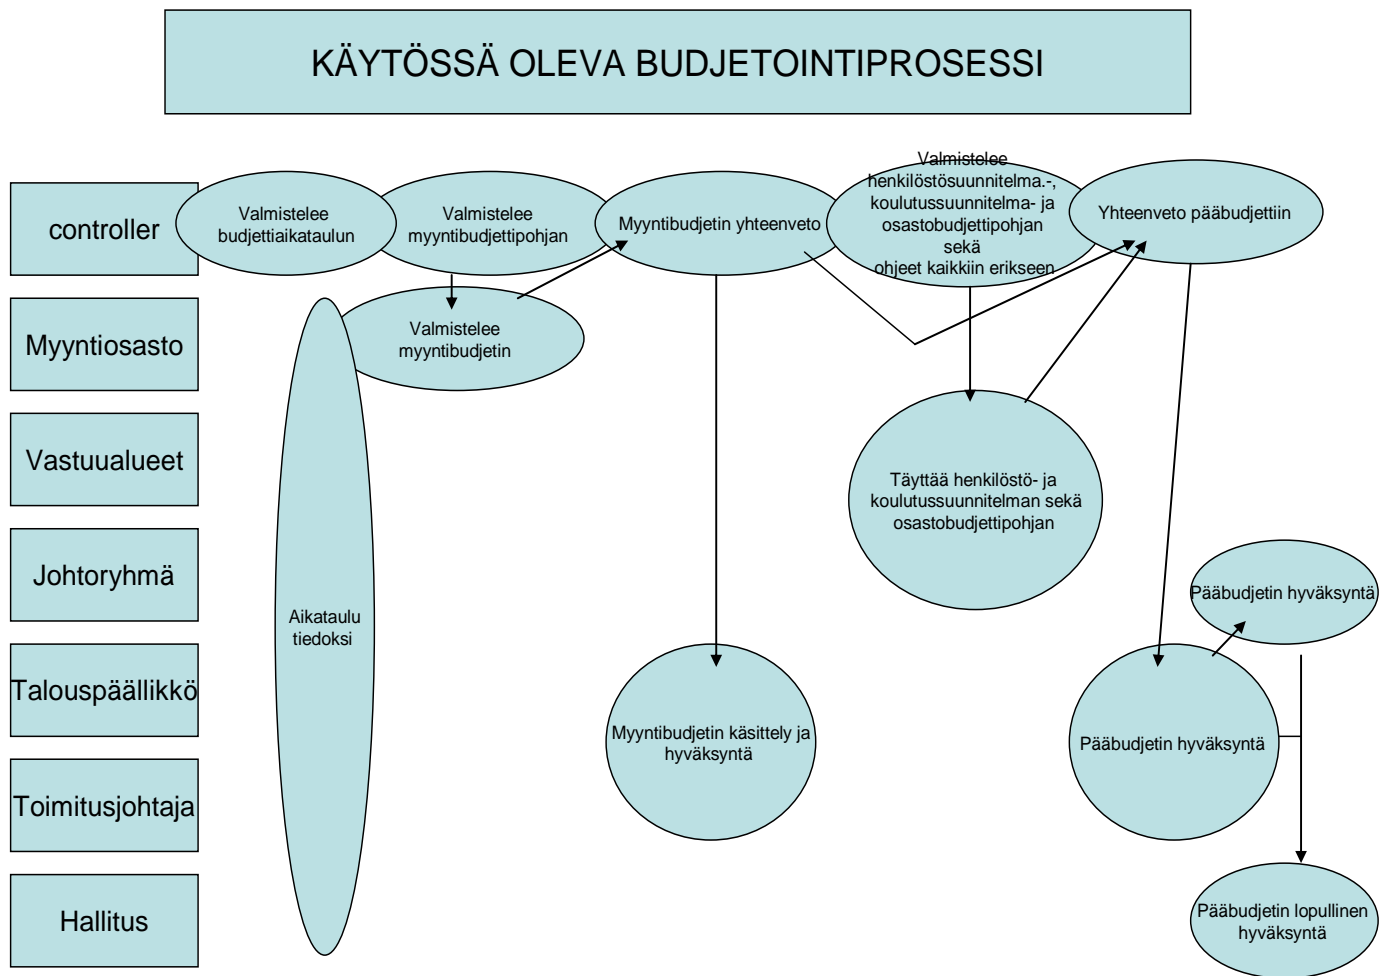 KÄYTÖSSÄ OLEVA BUDJETOINTIPROSESSI
controller
Valmistelee
budjettiaikataulun
Valmistelee
myyntibudjettipohjan
Myyntibudjetin yhteenveto
Valmistelee
henkilöstösuunnitelma.-,
koulutussuunnitelma- ja
osastobudjettipohjan
sekä
ohjeet kaikkiin erikseen
Yhteenveto pääbudjettiin
Myyntiosasto
Valmistelee
myyntibudjetin
Vastuualueet
Täyttää henkilöstö- ja
koulutussuunnitelman sekä
osastobudjettipohjan
Johtoryhmä
Aikataulu
tiedoksi
Pääbudjetin hyväksyntä
Talouspäällikkö
Myyntibudjetin käsittely ja
hyväksyntä
Pääbudjetin hyväksyntä
Toimitusjohtaja
Hallitus
Pääbudjetin lopullinen
hyväksyntä